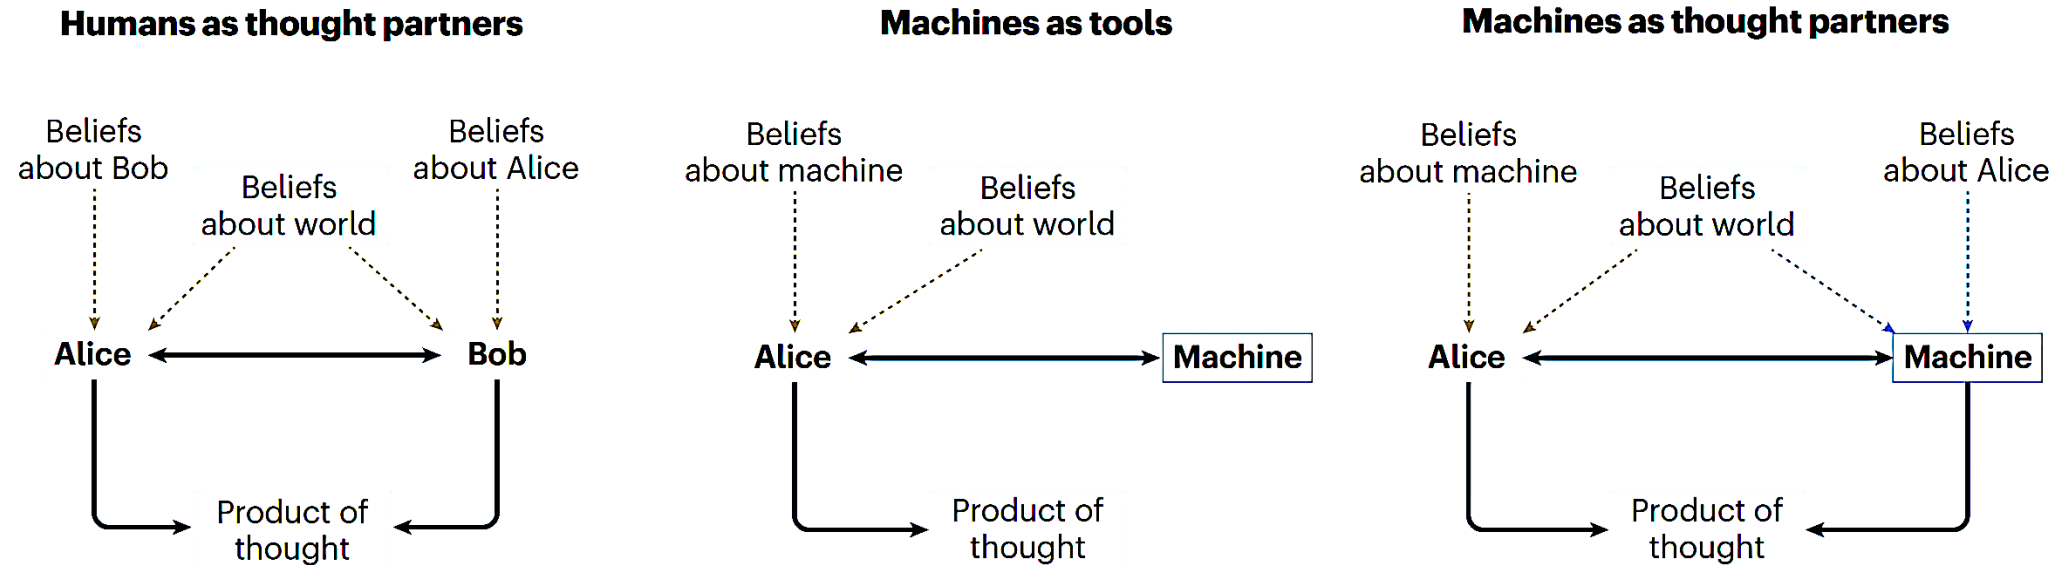 Humans as thought partners
Beliefs
about Bob
Beliefs
about world
Beliefs
about Alice
Alice
Bob
Product of
thought
Machines as tools
Beliefs
about machine
Beliefs
about world
Alice
Machine
Product of
thought
Machines as thought partners
Beliefs
about machine
Beliefs
about world
Beliefs
about Alice
Alice
Machine
Product of
thought